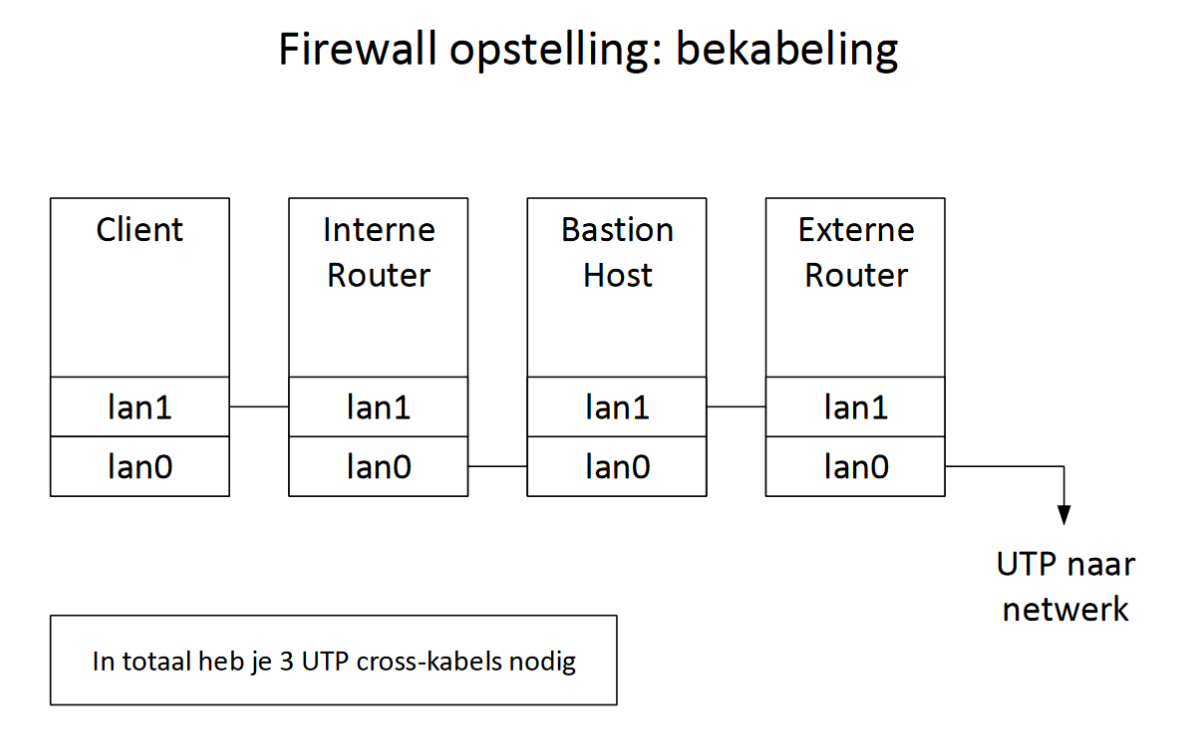 Firewall opstelling: bekabeling
Client
Interne
Router
Bastion
Host
Externe
Router
lan1
lan1
lan1
lan1
lan0
lan0
lan0
lan0
UTP naar
netwerk
In totaal heb je 3 UTP cross-kabels nodig